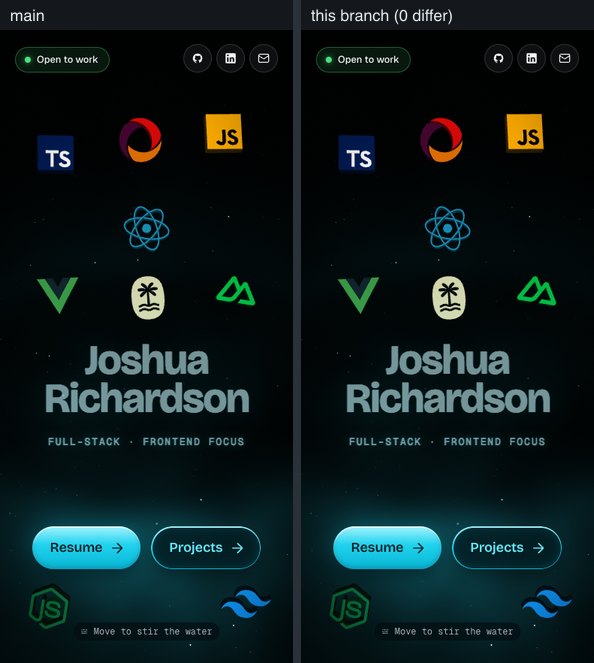 main
this branch (0 differ)
Open to work
TS
JS
Joshua
Richardson
FULL-STACK · FRONTEND FOCUS
Resume →
Projects →
JS
Move to stir the water
Open to work
TS
JS
Joshua
Richardson
FULL-STACK · FRONTEND FOCUS
Resume →
Projects →
JS
Move to stir the water